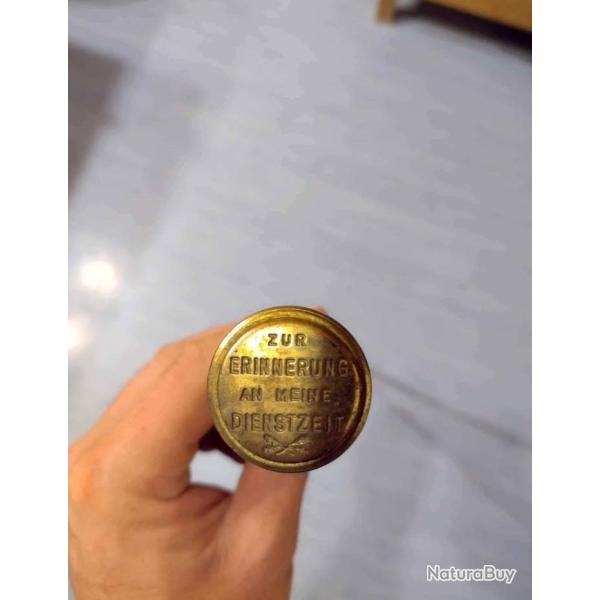 ZUR
ERINNERUNG
AN MEINE
DIENSTZEIT
NaturaBuy